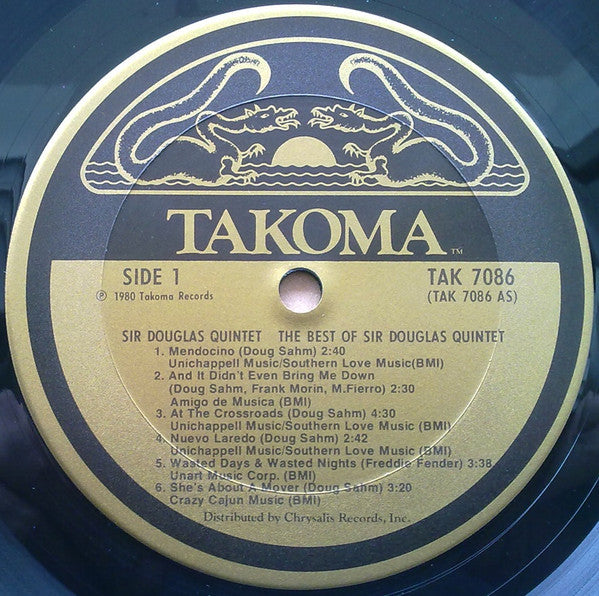 TAKOMA™
SIDE 1
TAK 7086
℗ 1980 Takoma Records
(TAK 7086 AS)
SIR DOUGLAS QUINTET THE BEST OF SIR DOUGLAS QUINTET
1. Mendocino (Doug Sahm) 2:40
Unichappell Music/Southern Love Music(BMI)
2. And It Didn't Even Bring Me Down
(Doug Sahm, Frank Morin, M.Fierro) 2:30
Amigo de Musica (BMI)
3. At The Crossroads (Doug Sahm) 4:30
Unichappell Music/Southern Love Music(BMI)
4. Nuevo Laredo (Doug Sahm) 2:42
Unichappell Music/Southern Love Music(BMI)
5. Wasted Days & Wasted Nights (Freddie Fender) 3:38
Unart Music Corp. (BMI)
6. She's About A Mover (Doug Sahm) 3:20
Crazy Cajun Music (BMI)
Distributed by Chrysalis Records, Inc.